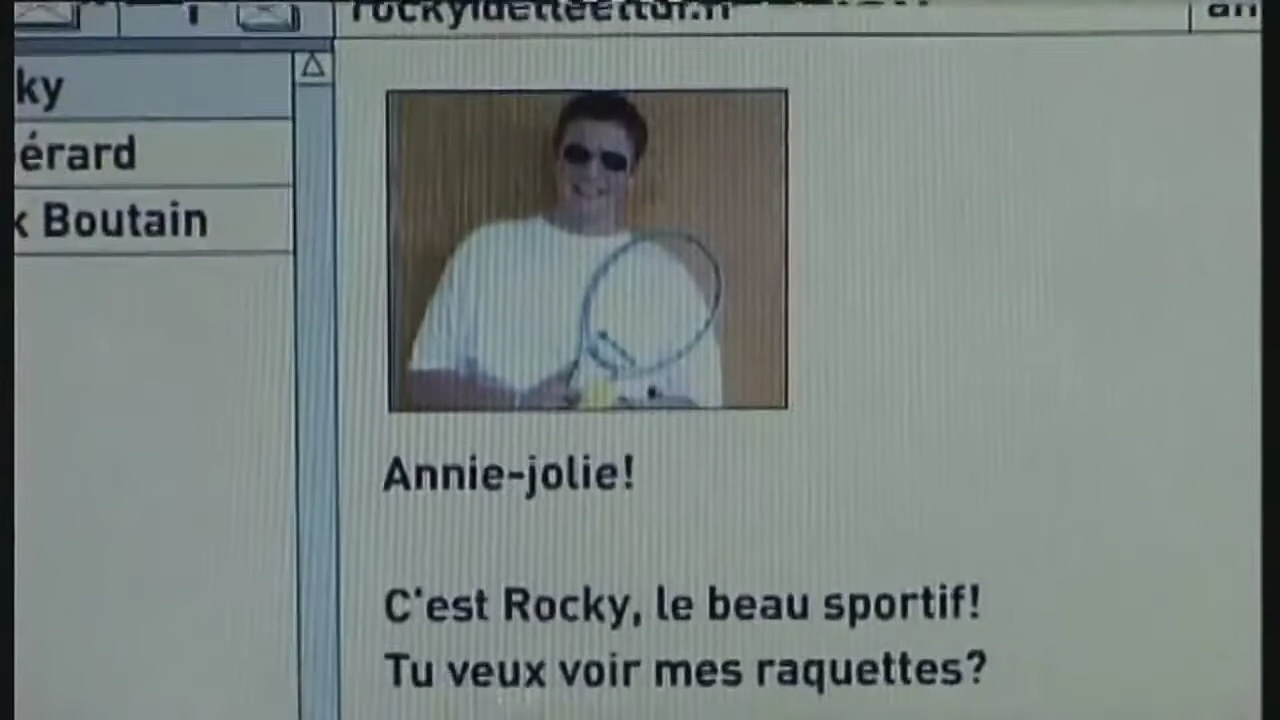 ky
érard
k Boutain
Annie-jolie!
C'est Rocky, le beau sportif!
Tu veux voir mes raquettes?